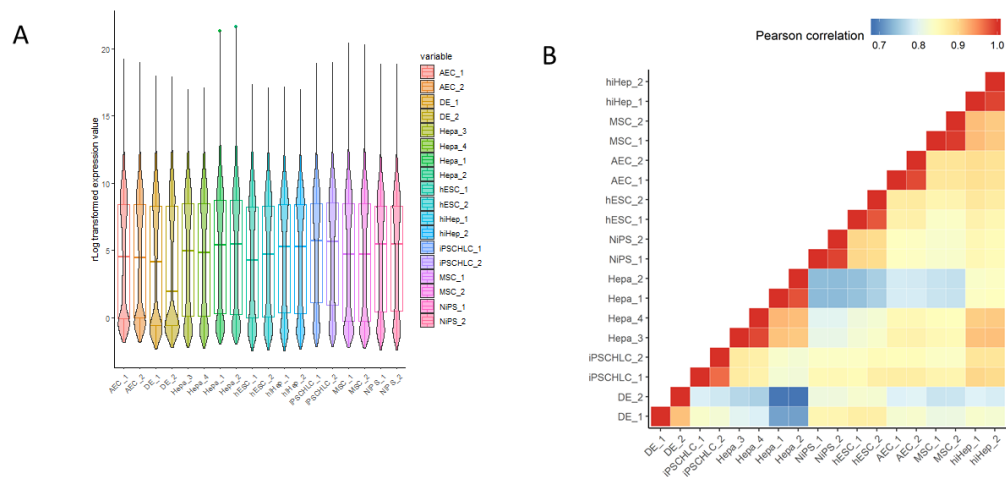 A
rLog transformed expression value
20
15
10
5
0
AEC_1
AEC_2
DE_1
DE_2
Hepa_3
Hepa_4
Hepa_1
Hepa_2
hESC_1
hESC_2
hiHep_1
hiHep_2
iPSCHLC_1
iPSCHLC_2
MSC_1
MSC_2
NiPS_1
NiPS_2
variable
AEC_1
AEC_2
DE_1
DE_2
Hepa_3
Hepa_4
Hepa_1
Hepa_2
hESC_1
hESC_2
hiHep_1
hiHep_2
iPSCHLC_1
iPSCHLC_2
MSC_1
MSC_2
NiPS_1
NiPS_2
B
Pearson correlation
0.7 0.8 0.9 1.0
hiHep_2
hiHep_1
MSC_2
MSC_1
AEC_2
AEC_1
hESC_2
hESC_1
NiPS_2
NiPS_1
Hepa_2
Hepa_1
Hepa_4
Hepa_3
iPSCHLC_2
iPSCHLC_1
DE_2
DE_1
DE_1
DE_2
iPSCHLC_1
iPSCHLC_2
Hepa_3
Hepa_4
Hepa_1
Hepa_2
NiPS_1
NiPS_2
hESC_1
hESC_2
AEC_1
AEC_2
MSC_1
MSC_2
hiHep_1
hiHep_2